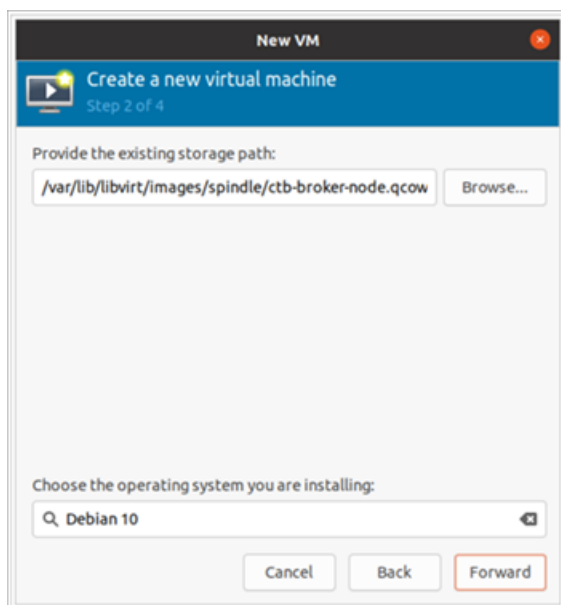 New VM
Create a new virtual machine
Step 2 of 4
Provide the existing storage path:
/var/lib/libvirt/images/spindle/ctb-broker-node.qcow
Browse...
Choose the operating system you are installing:
Debian 10
Cancel Back Forward